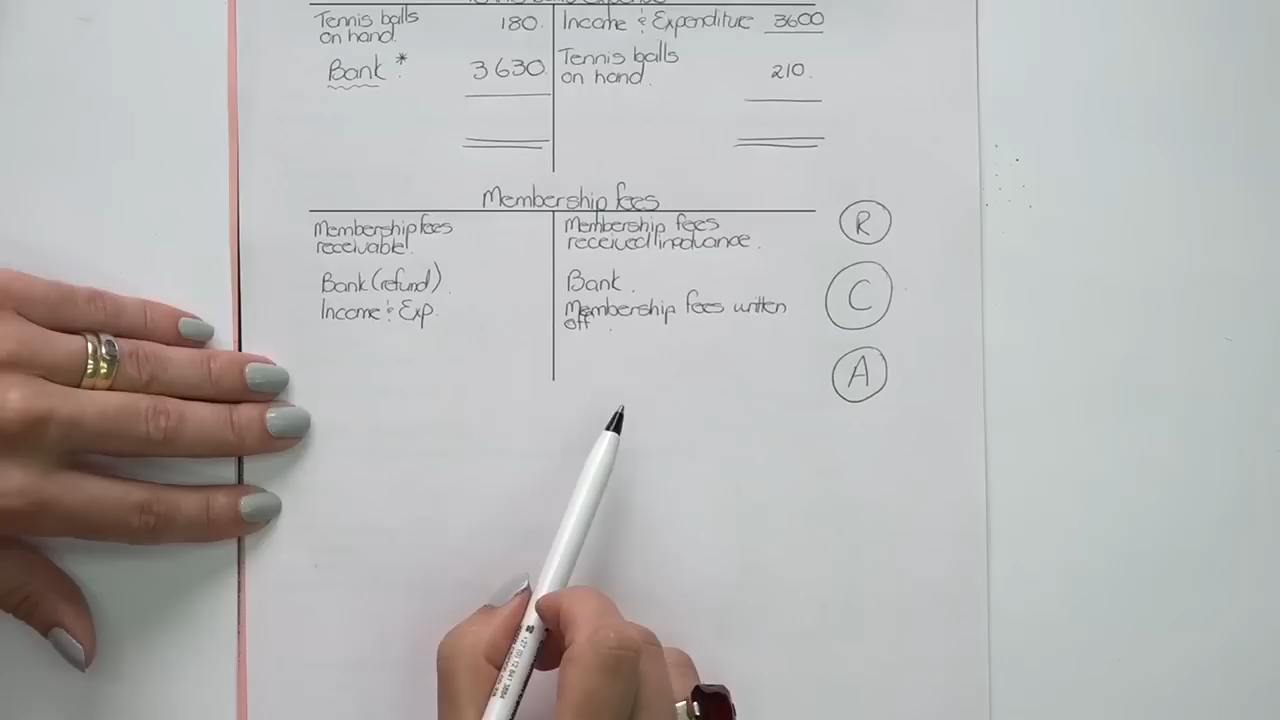 Tennis balls 180. Income & Expenditure 3600
on hand.
Bank * 3630. Tennis balls
on hand. 210.
Membership fees
Membership fees Membership fees R
receivable. received in advance.
Bank (refund). Bank. C
Income & Exp. Membership fees written
off.
A